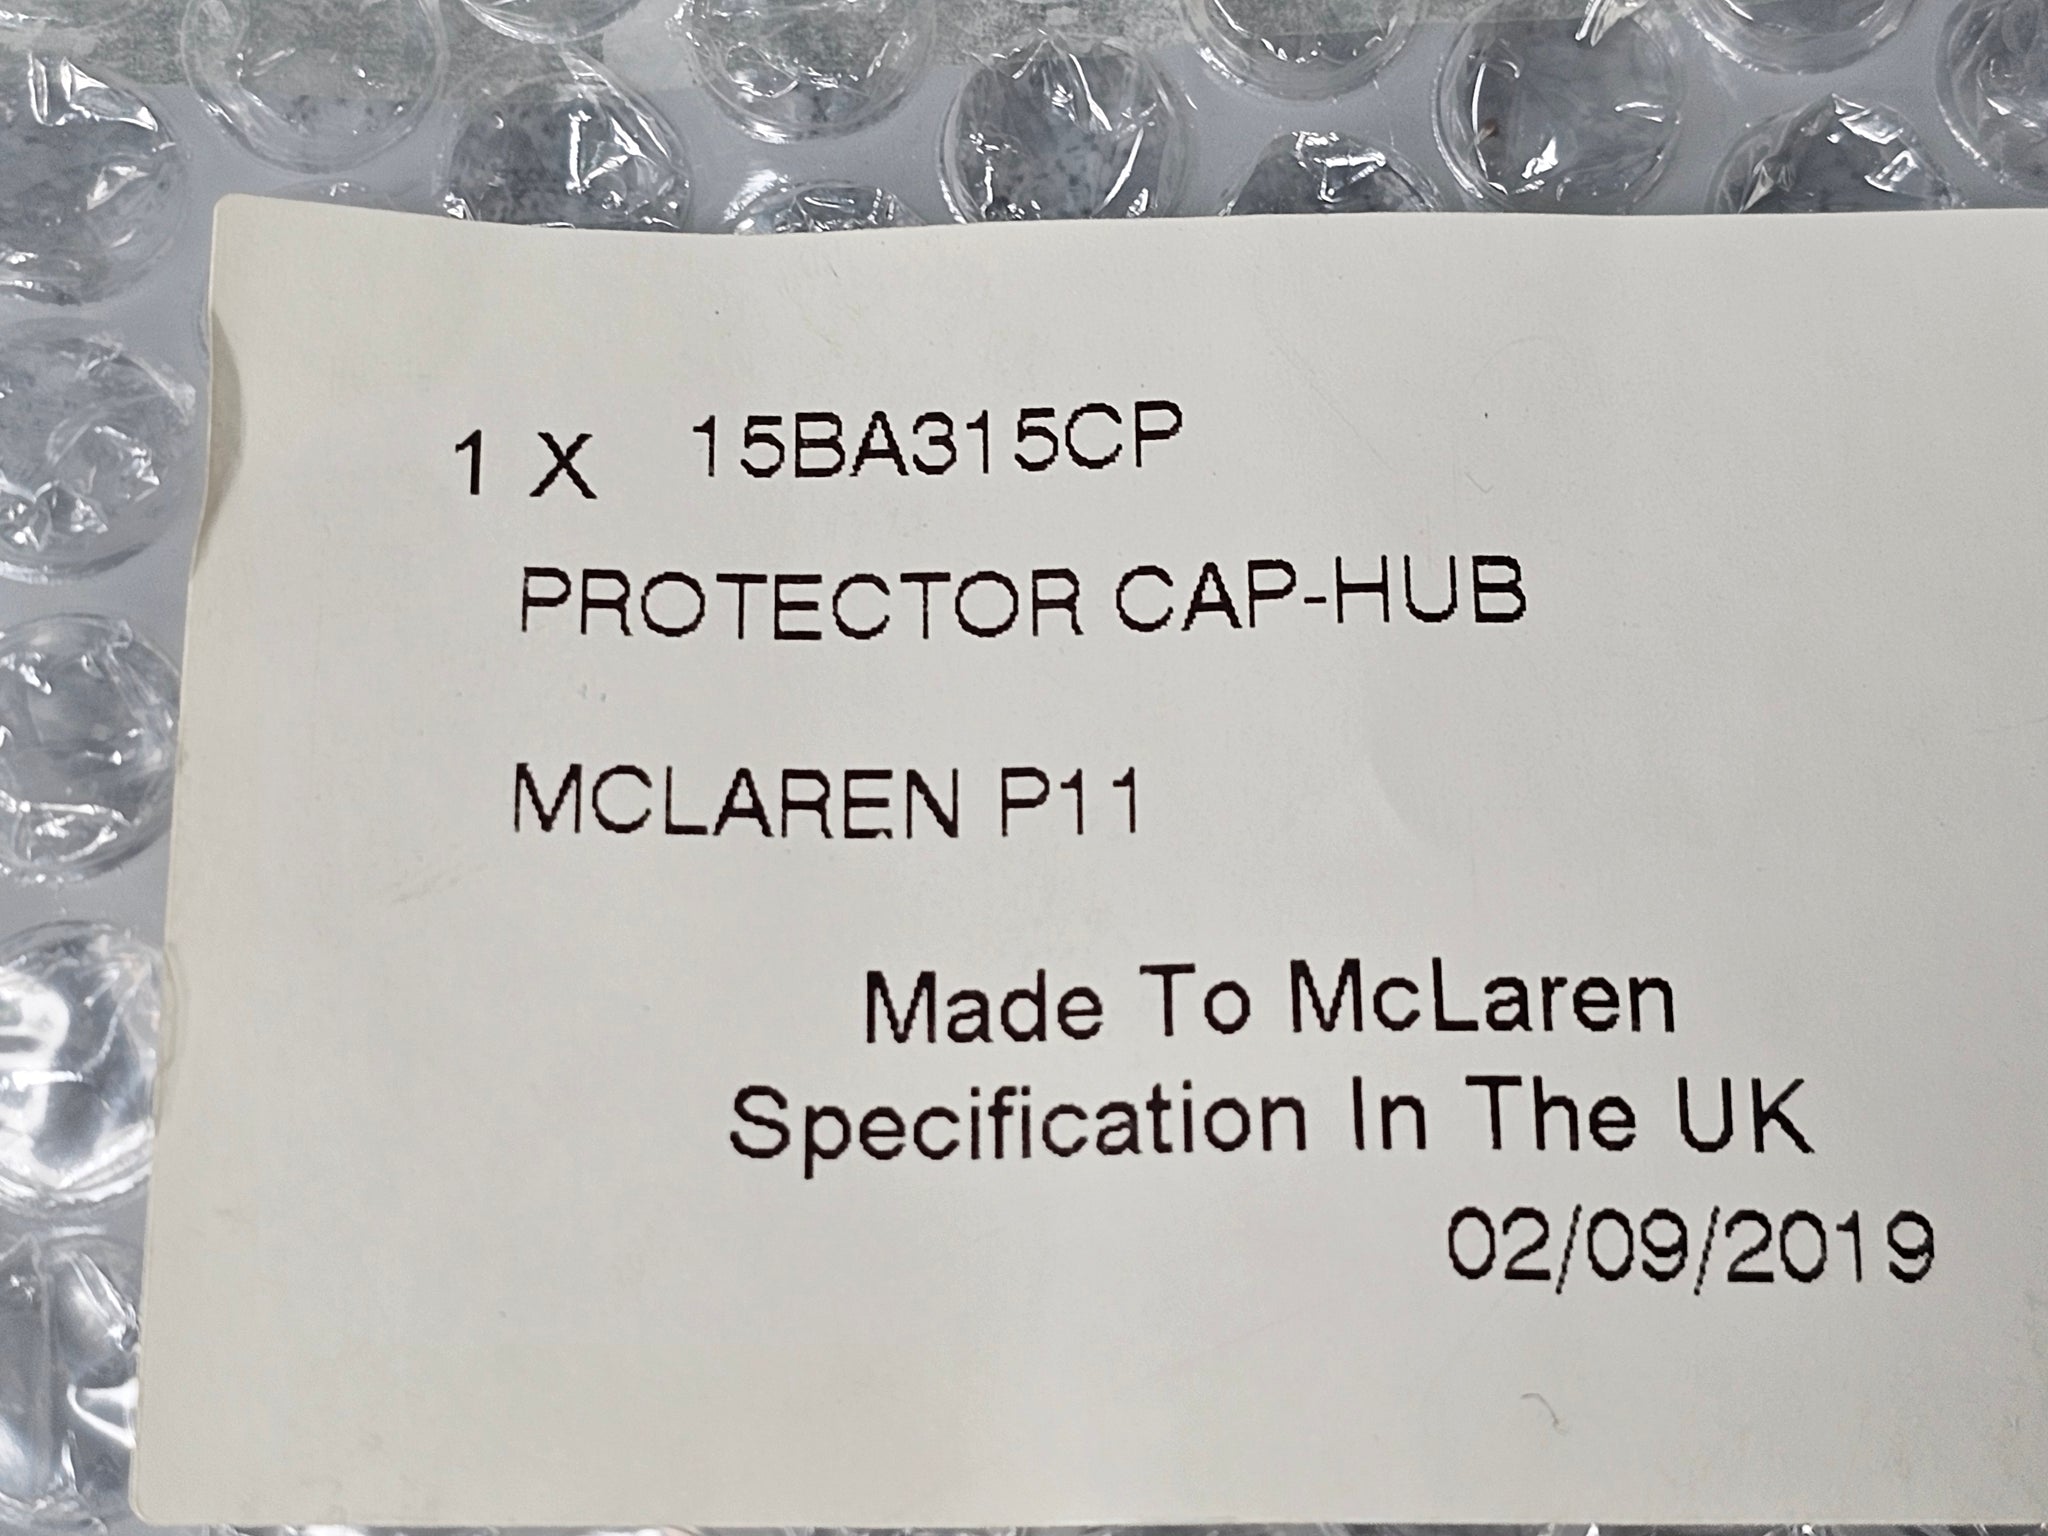 1 X 15BA315CP
PROTECTOR CAP-HUB
MCLAREN P11
Made To McLaren
Specification In The UK
02/09/2019